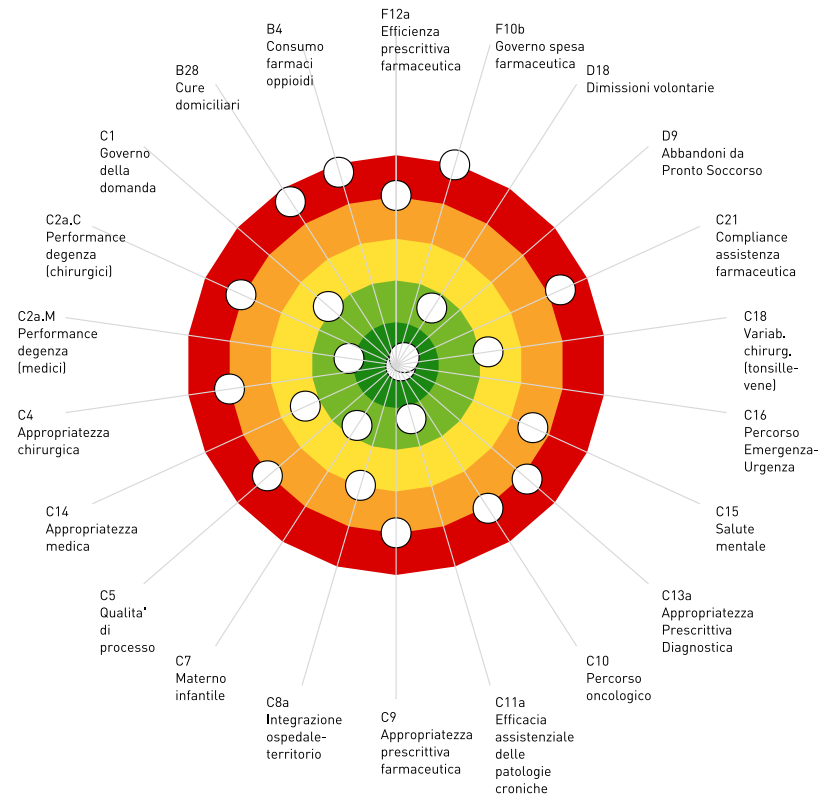 F12a
Efficienza
prescrittiva
farmaceutica
F10b
Governo spesa
farmaceutica
D18
Dimissioni volontarie
D9
Abbandoni da
Pronto Soccorso
C21
Compliance
assistenza
farmaceutica
C18
Variab.
chirurg.
(tonsille-
vene)
C16
Percorso
Emergenza-
Urgenza
C15
Salute
mentale
C13a
Appropriatezza
Prescrittiva
Diagnostica
C10
Percorso
oncologico
C11a
Efficacia
assistenziale
delle
patologie
croniche
C9
Appropriatezza
prescrittiva
farmaceutica
C8a
Integrazione
ospedale-
territorio
C7
Materno
infantile
C5
Qualita'
di
processo
C14
Appropriatezza
medica
C4
Appropriatezza
chirurgica
C2a.M
Performance
degenza
(medici)
C2a.C
Performance
degenza
(chirurgici)
C1
Governo
della
domanda
B28
Cure
domiciliari
B4
Consumo
farmaci
oppioidi